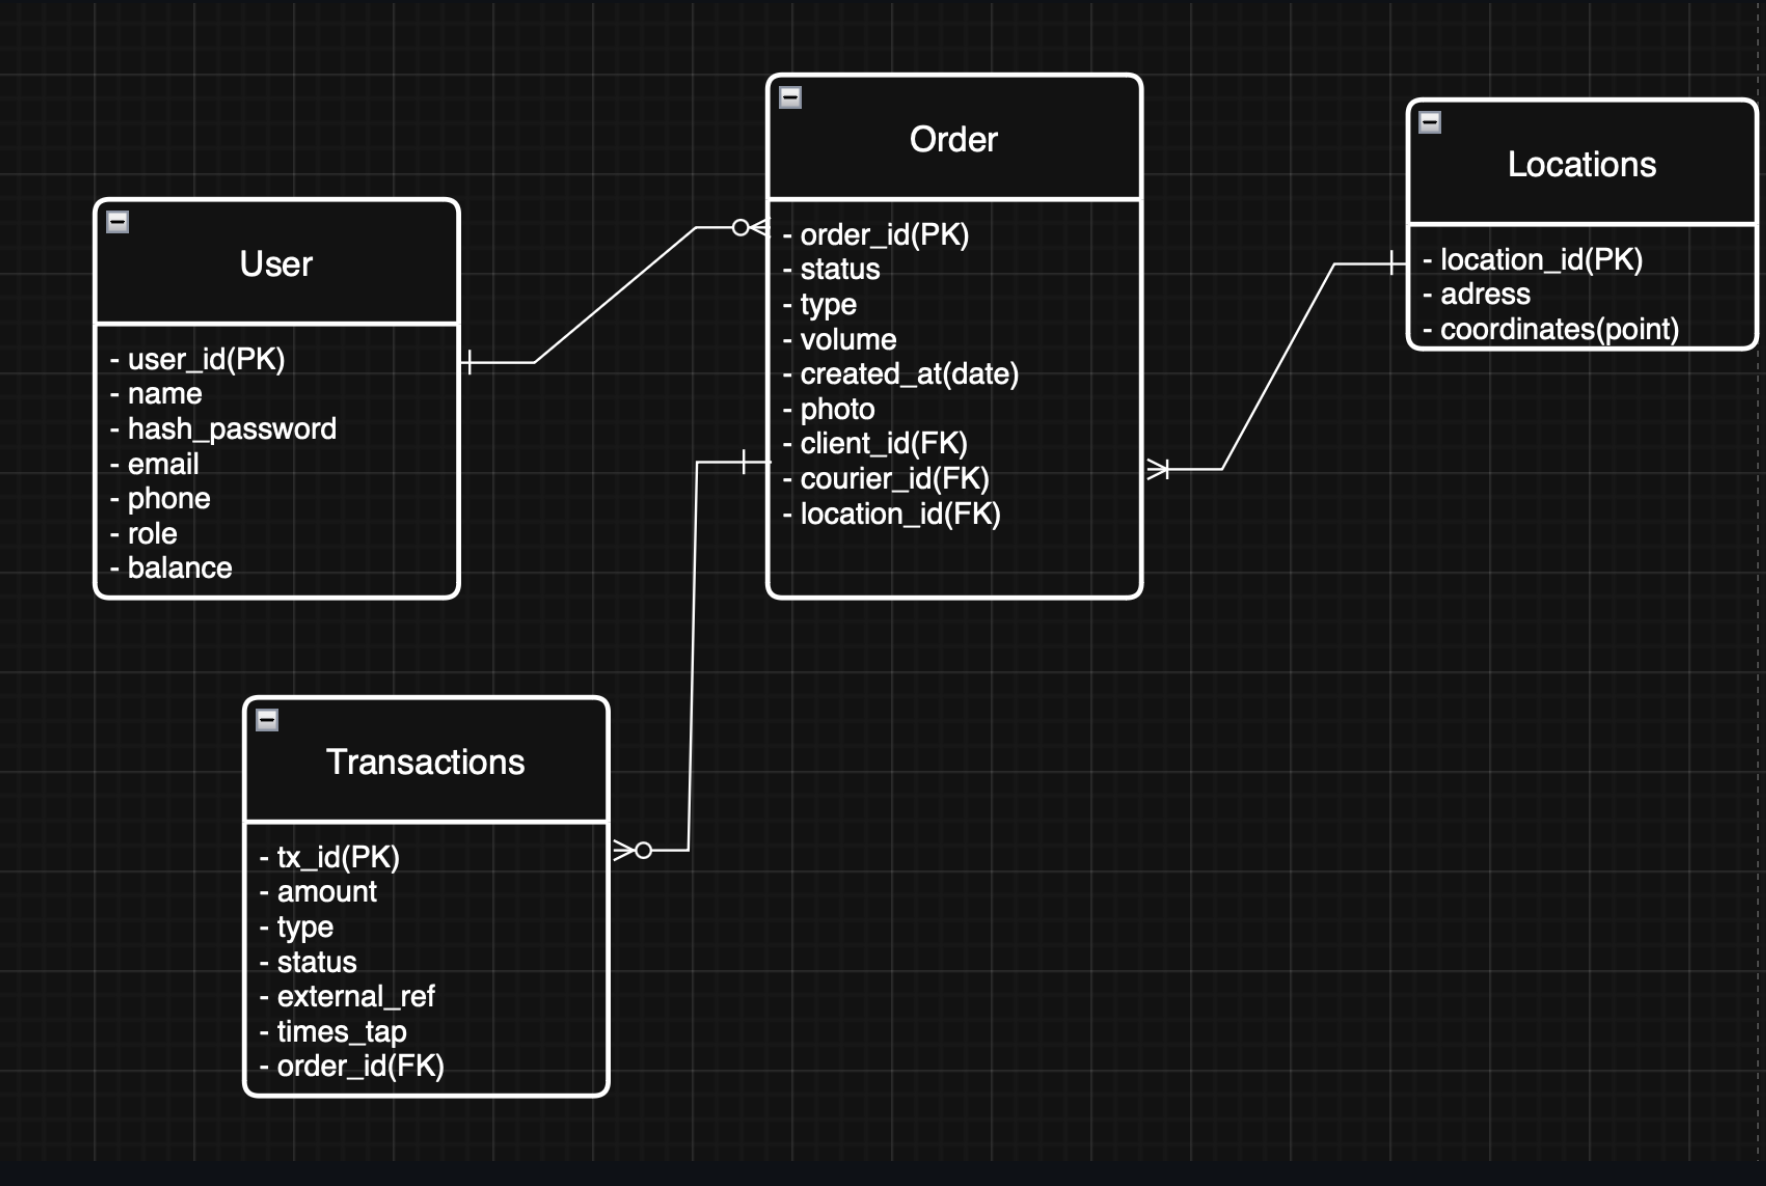 User
- user_id(PK)
- name
- hash_password
- email
- phone
- role
- balance
Order
- order_id(PK)
- status
- type
- volume
- created_at(date)
- photo
- client_id(FK)
- courier_id(FK)
- location_id(FK)
Locations
- location_id(PK)
- adress
- coordinates(point)
Transactions
- tx_id(PK)
- amount
- type
- status
- external_ref
- times_tap
- order_id(FK)